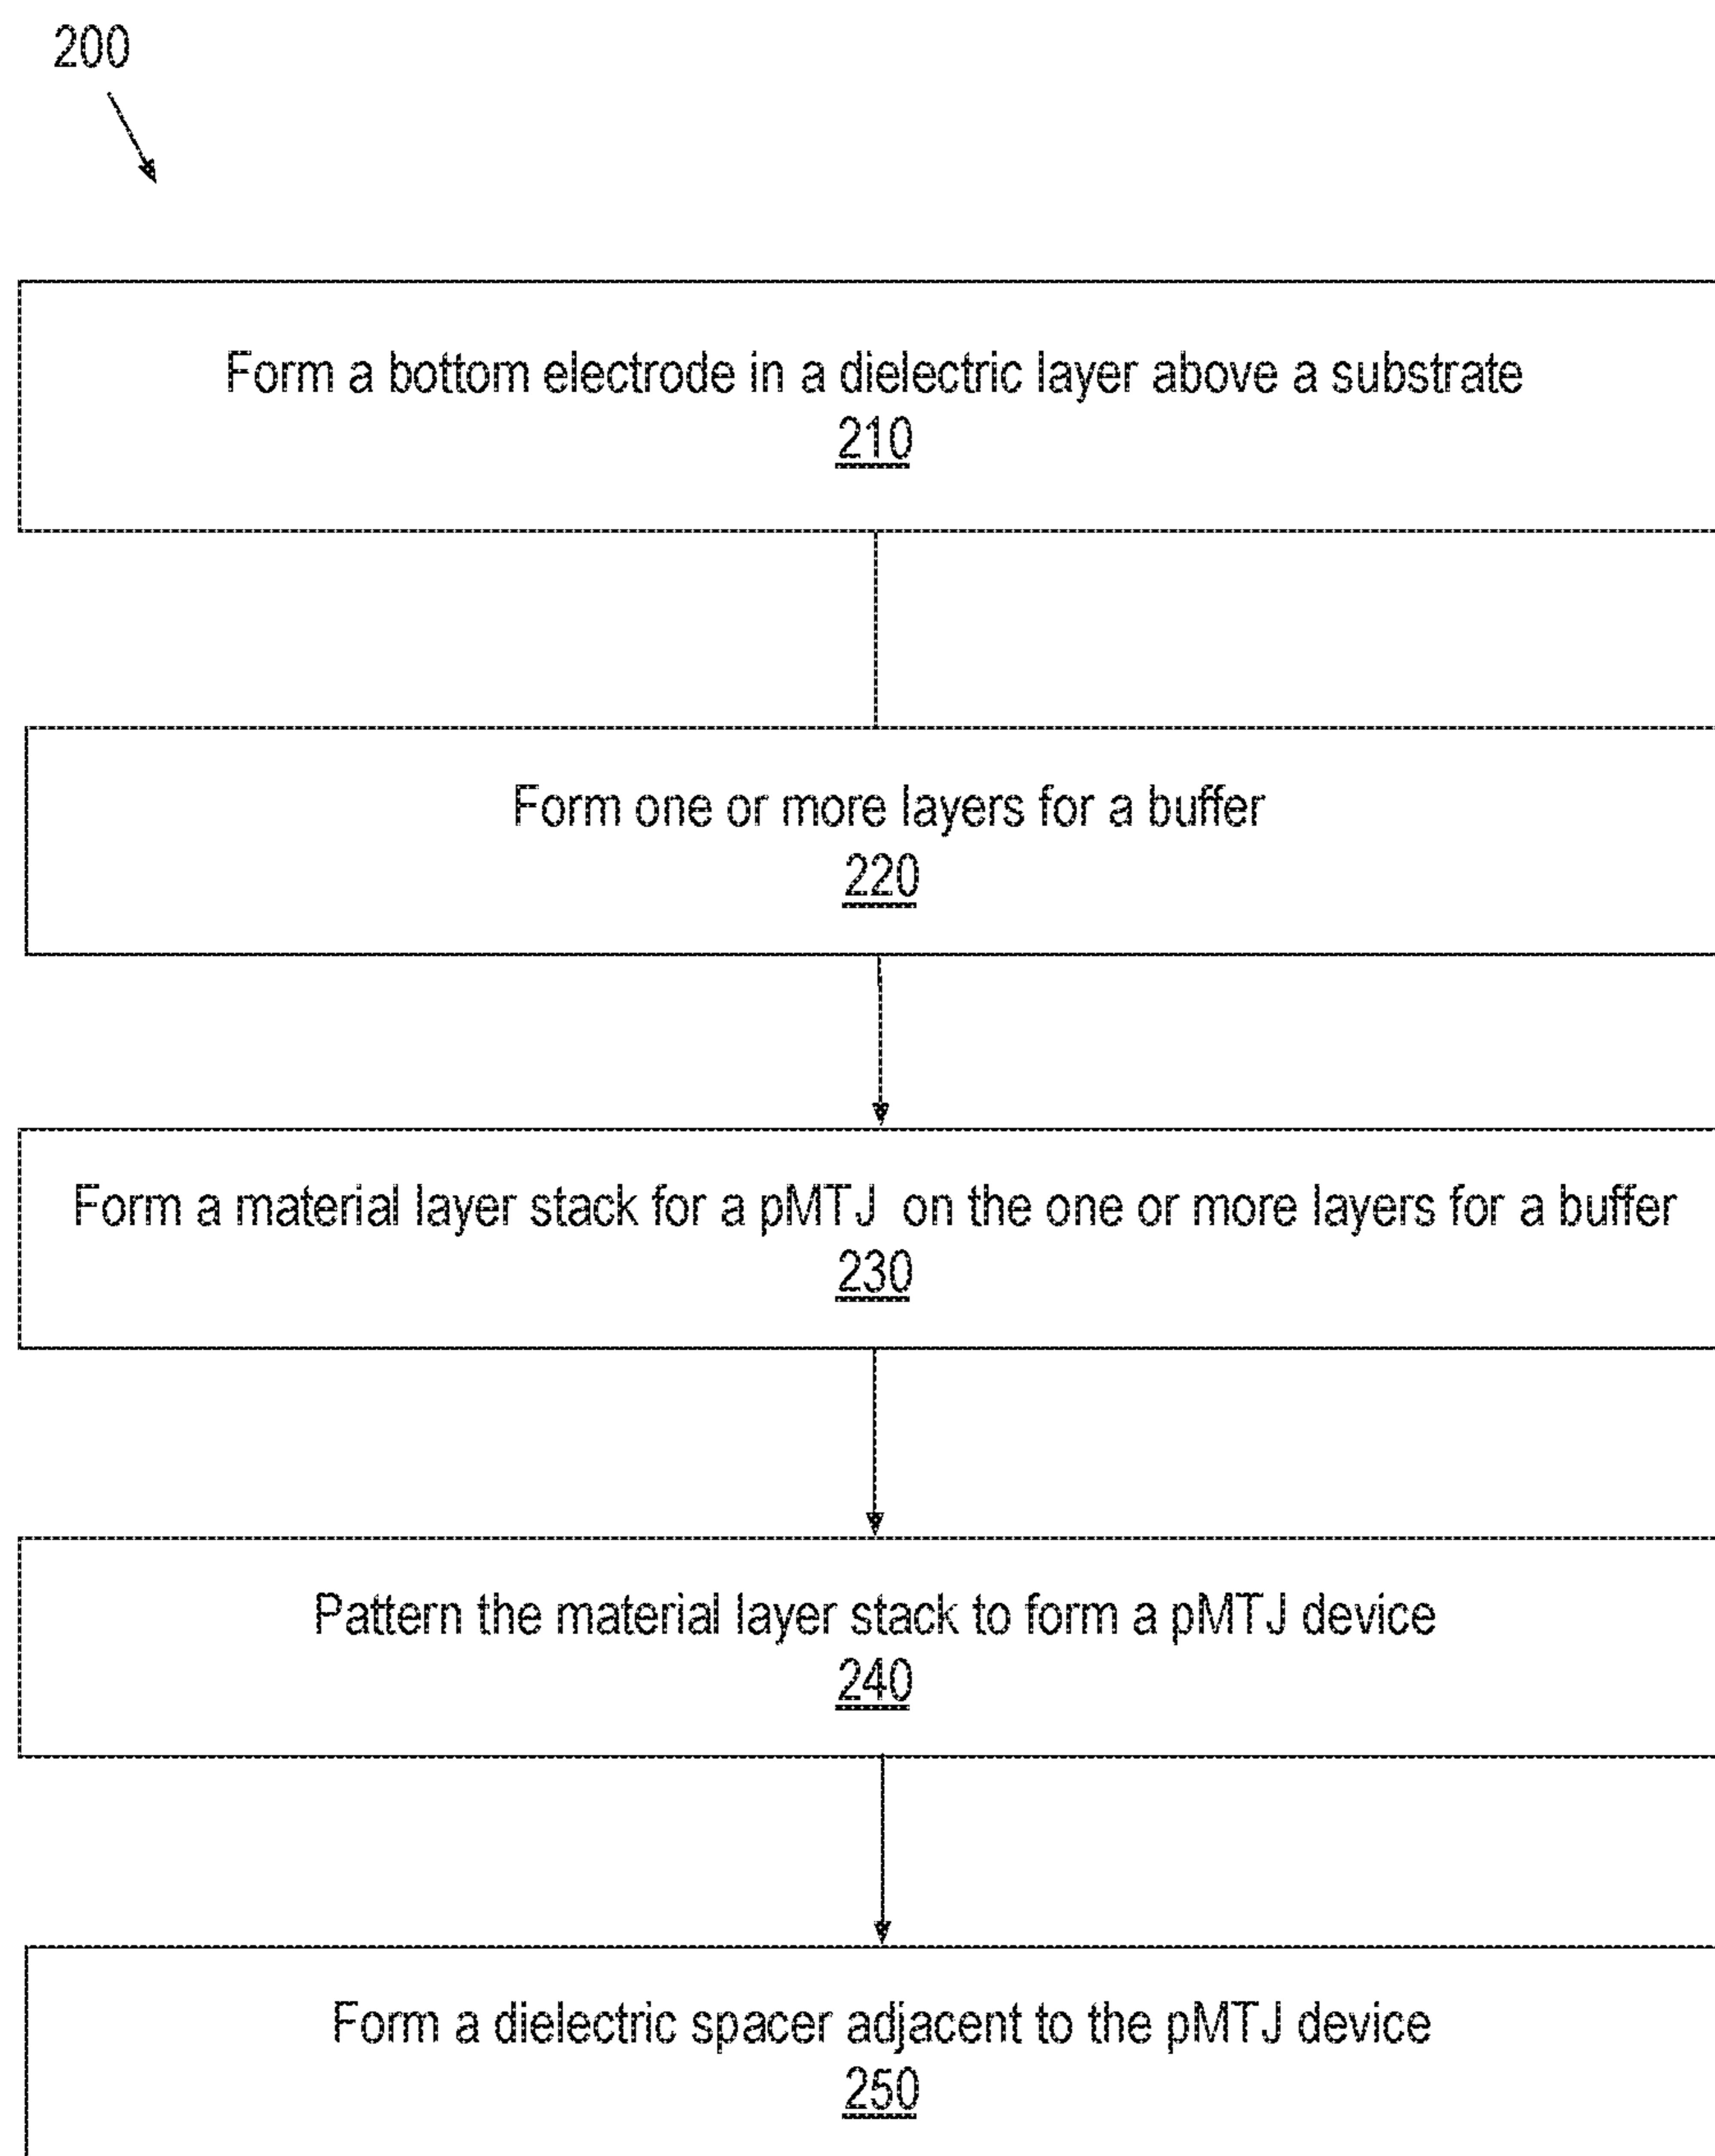 200
Form a bottom electrode in a dielectric layer above a substrate
210
Form one or more layers for a buffer
220
Form a material layer stack for a pMTJ on the one or more layers for a buffer
230
Pattern the material layer stack to form a pMTJ device
240
Form a dielectric spacer adjacent to the pMTJ device
250